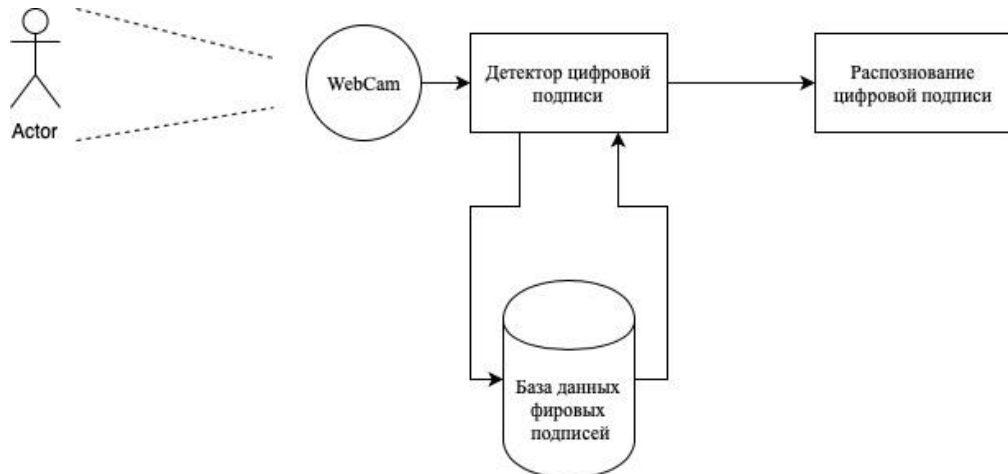 Actor
WebCam
Детектор цифровой
подписи
Распознование
цифровой подписи
База данных
фировых
подписей